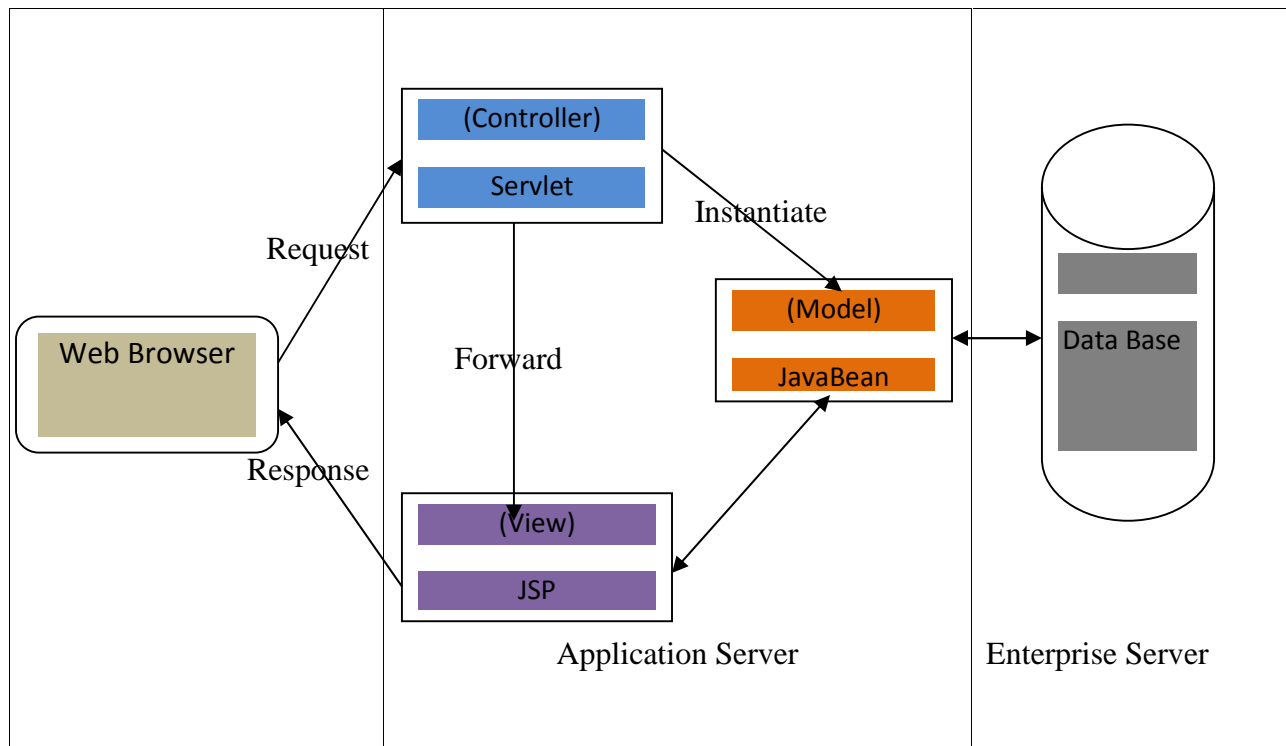 (Controller)
Servlet
Instantiate
Request
(Model)
JavaBean
Data Base
Web Browser
Forward
Response
(View)
JSP
Application Server
Enterprise Server